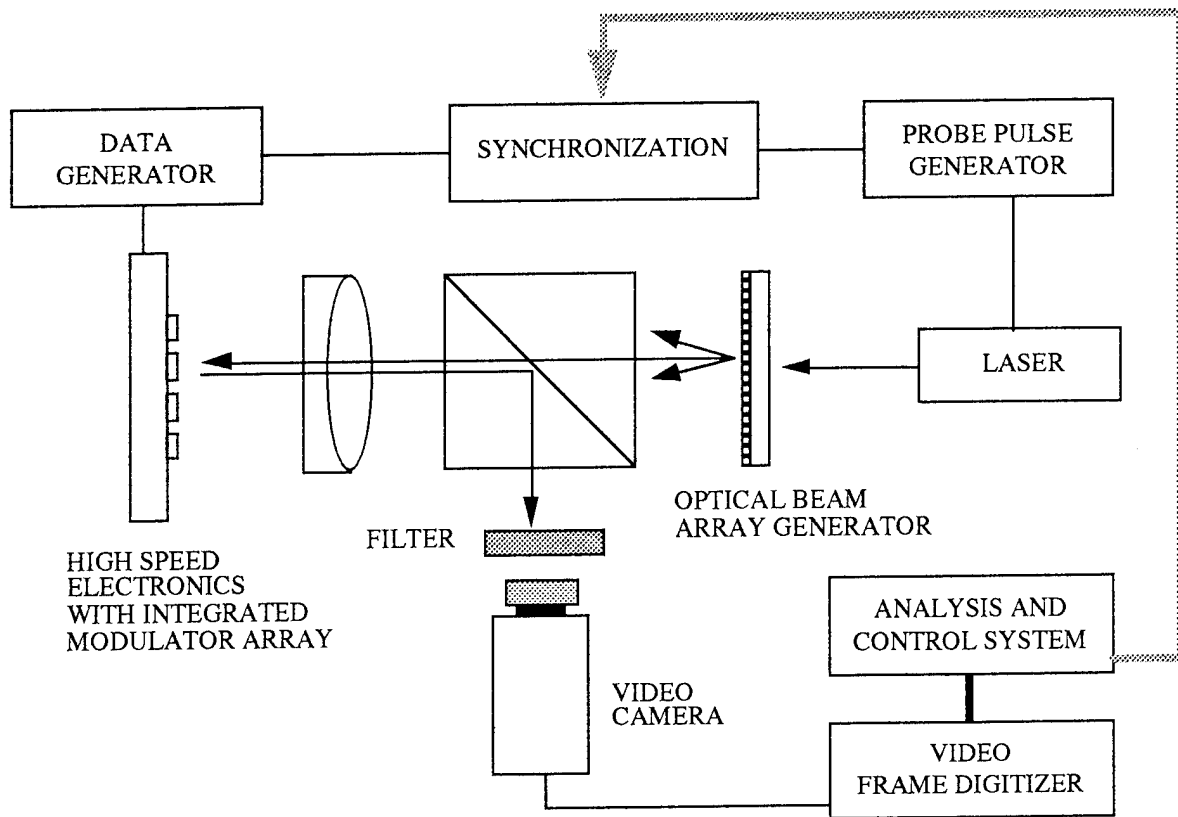 DATA
GENERATOR
SYNCHRONIZATION
PROBE PULSE
GENERATOR
LASER
OPTICAL BEAM
ARRAY GENERATOR
FILTER
HIGH SPEED
ELECTRONICS
WITH INTEGRATED
MODULATOR ARRAY
ANALYSIS AND
CONTROL SYSTEM
VIDEO
CAMERA
VIDEO
FRAME DIGITIZER